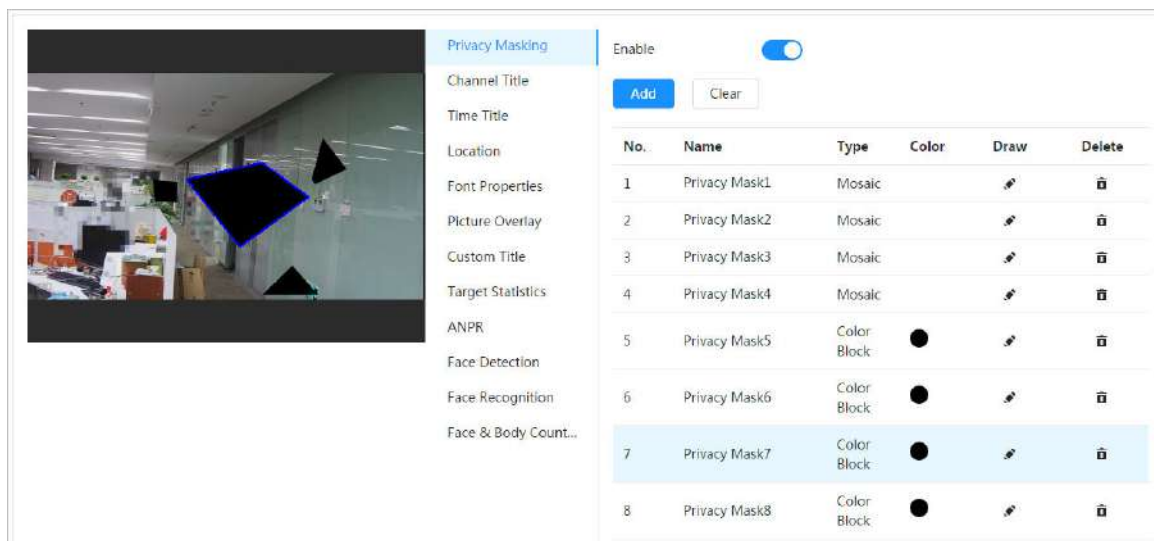 Privacy Masking
Channel Title
Time Title
Location
Font Properties
Picture Overlay
Custom Title
Target Statistics
ANPR
Face Detection
Face Recognition
Face & Body Count...
Enable
Add Clear
No. Name Type Color Draw Delete
1 Privacy Mask1 Mosaic
2 Privacy Mask2 Mosaic
3 Privacy Mask3 Mosaic
4 Privacy Mask4 Mosaic
5 Privacy Mask5 Color Block
6 Privacy Mask6 Color Block
7 Privacy Mask7 Color Block
8 Privacy Mask8 Color Block